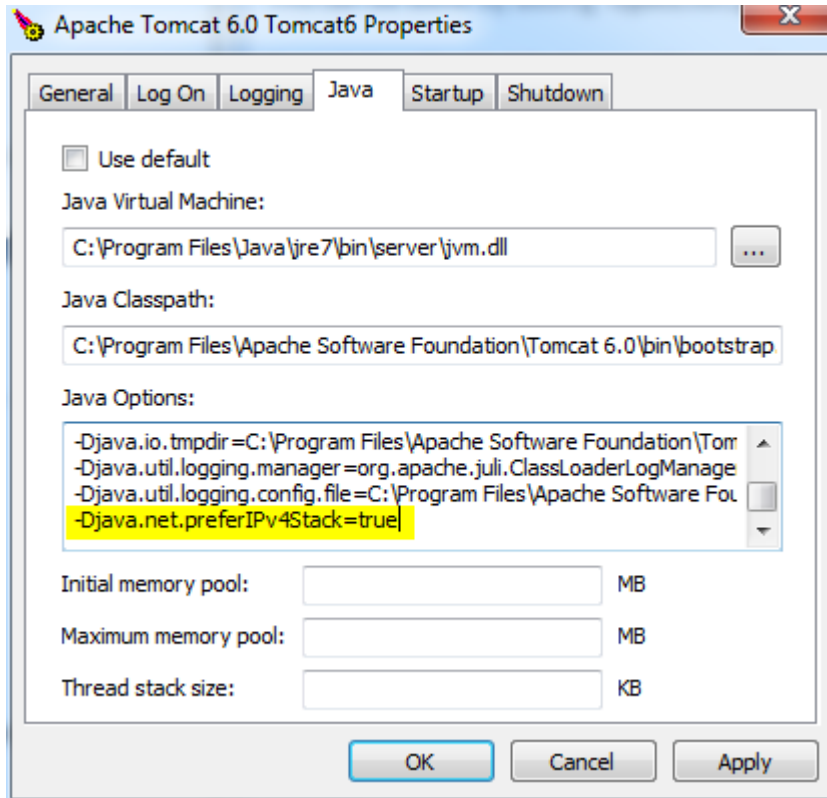 Apache Tomcat 6.0 Tomcat6 Properties
General Log On Logging Java Startup Shutdown
Use default
Java Virtual Machine:
C:\Program Files\Java\jre7\bin\server\jvm.dll
...
Java Classpath:
C:\Program Files\Apache Software Foundation\Tomcat 6.0\bin\bootstrap.
Java Options:
-Djava.io.tmpdir=C:\Program Files\Apache Software Foundation\Tom
-Djava.util.logging.manager=org.apache.juli.ClassLoaderLogManage
-Djava.util.logging.config.file=C:\Program Files\Apache Software Fou
-Djava.net.preferIPv4Stack=true
Initial memory pool: MB
Maximum memory pool: MB
Thread stack size: KB
OK Cancel Apply